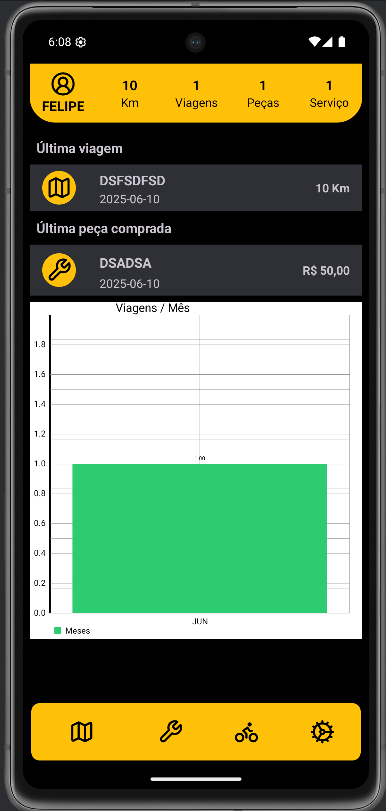 6:08
10 1 1 1
FELIPE Km Viagens Peças Serviço
Última viagem
DSFSDFSD
10 Km
2025-06-10
Última peça comprada
DSADSA
R$ 50,00
2025-06-10
Viagens / Mês
1.8
1.6
1.4
1.2
1.0
0.8
0.6
0.4
0.2
0.0
JUN
Meses